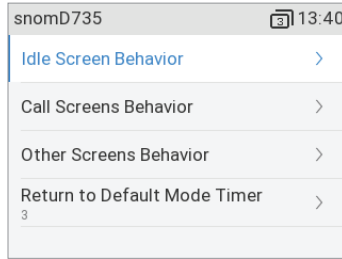 snomD735 3 13:40
Idle Screen Behavior
Call Screens Behavior
Other Screens Behavior
Return to Default Mode Timer
3